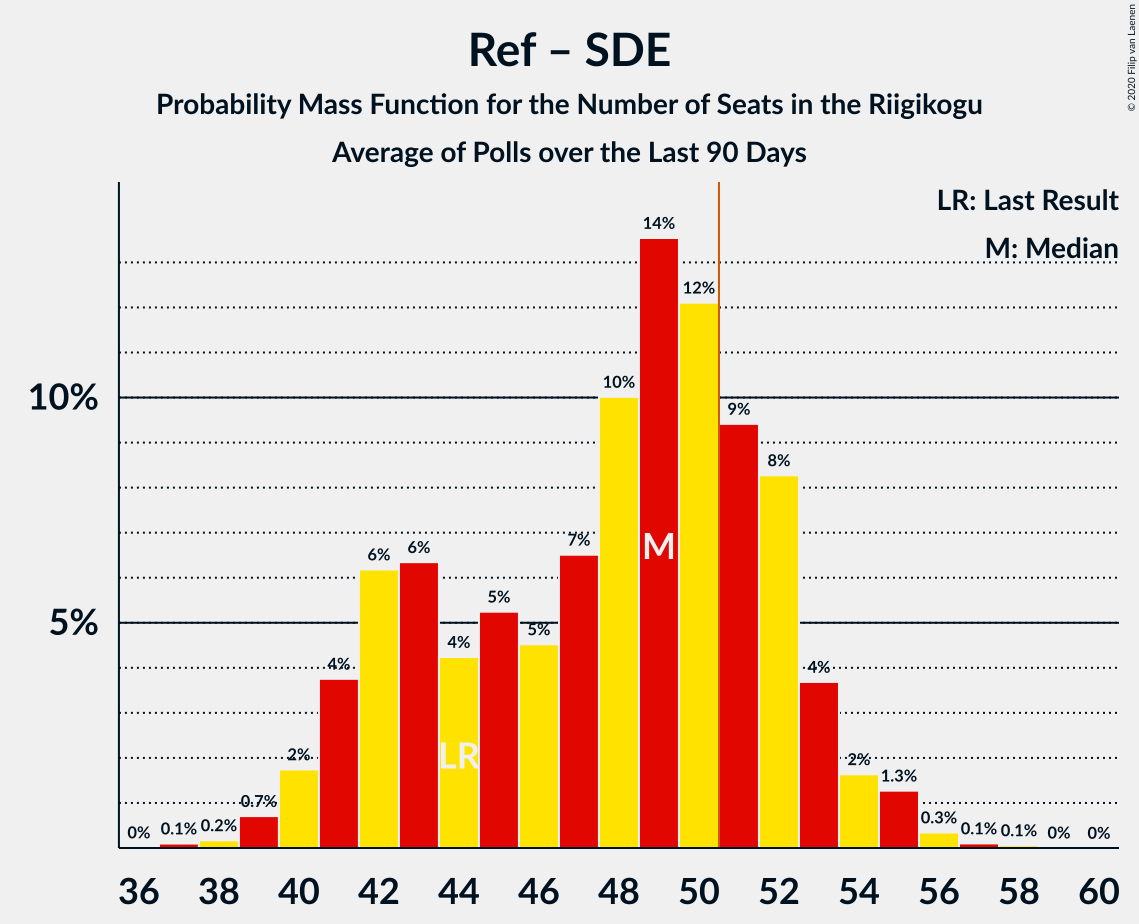 Ref – SDE
Probability Mass Function for the Number of Seats in the Riigikogu
Average of Polls over the Last 90 Days
© 2020 Filip van Laenen
LR: Last Result
M: Median
10%
5%
0% 0.1% 0.2% 0.7% 2% 4% 6% 6% 4% 5% 5% 7% 10% 14% 12% 9% 8% 4% 2% 1.3% 0.3% 0.1% 0.1% 0% 0%
M
LR
36 38 40 42 44 46 48 50 52 54 56 58 60